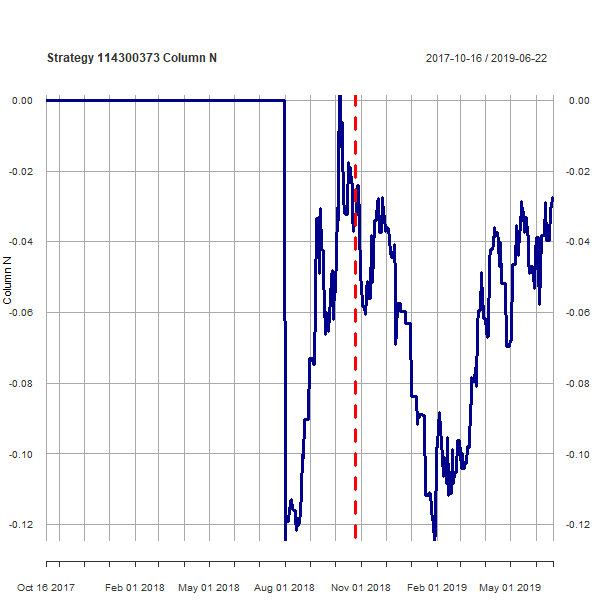 Strategy 114300373 Column N
2017-10-16 / 2019-06-22
0.00 0.00
-0.02 -0.02
-0.04 -0.04
Column N
-0.06 -0.06
-0.08 -0.08
-0.10 -0.10
-0.12 -0.12
Oct 16 2017 Feb 01 2018 May 01 2018 Aug 01 2018 Nov 01 2018 Feb 01 2019 May 01 2019